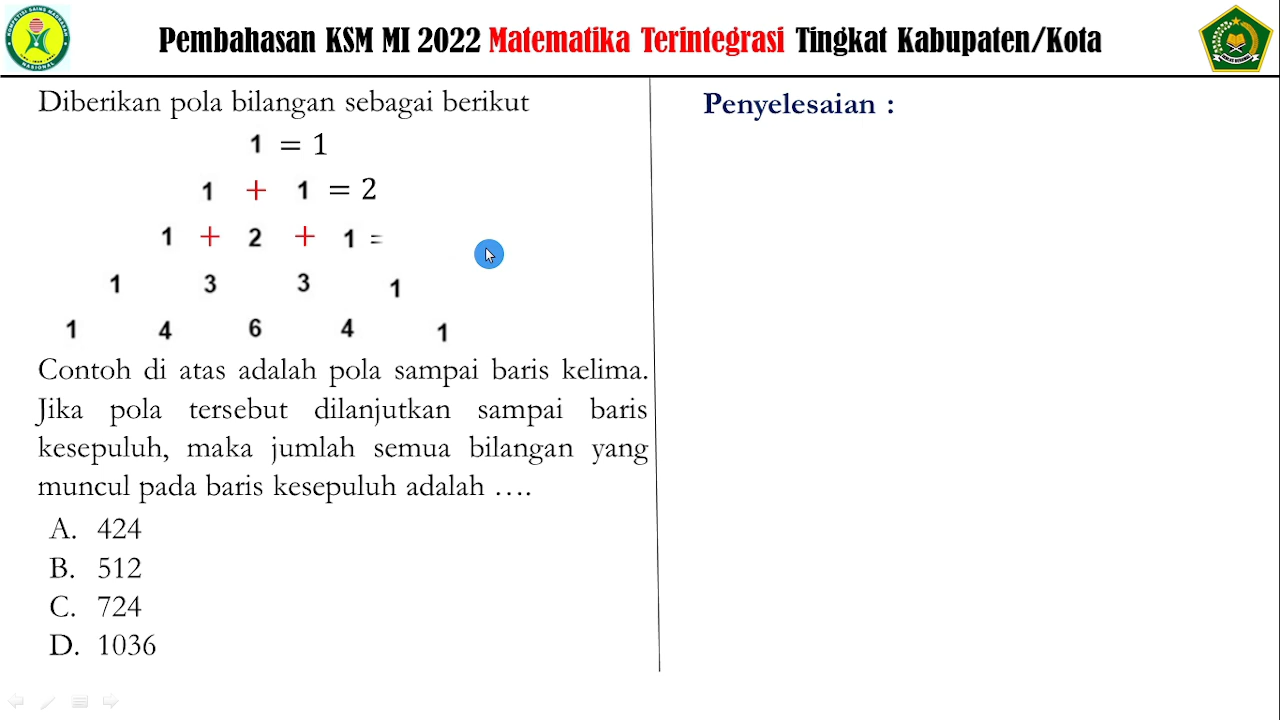 Pembahasan KSM MI 2022 Matematika Terintegrasi Tingkat Kabupaten/Kota
Diberikan pola bilangan sebagai berikut
1 = 1
1 + 1 = 2
1 + 2 + 1 =
1 3 3 1
1 4 6 4 1
Contoh di atas adalah pola sampai baris kelima.
Jika pola tersebut dilanjutkan sampai baris
kesepuluh, maka jumlah semua bilangan yang
muncul pada baris kesepuluh adalah ….
A. 424
B. 512
C. 724
D. 1036
Penyelesaian :